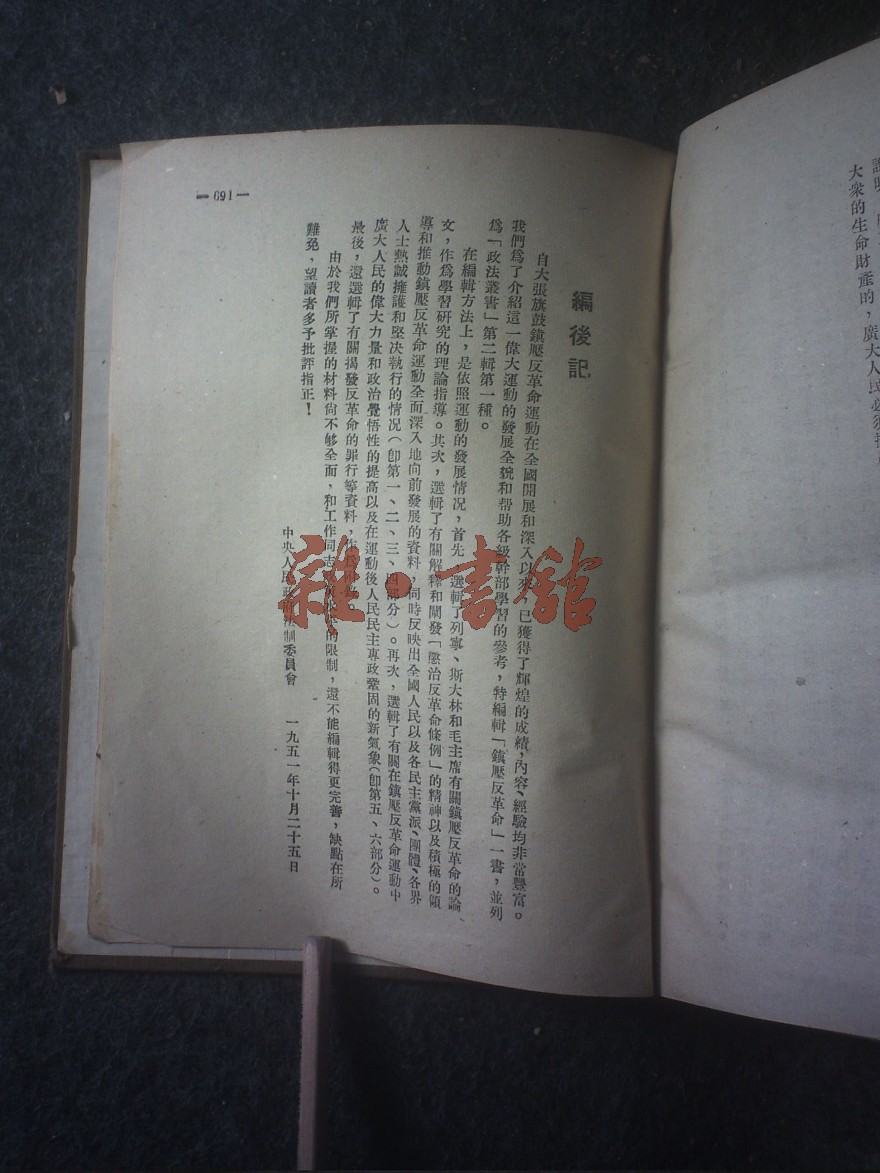 大衆的生命財產的，廣大人民必須
編後記
自大張旗鼓鎮壓反革命運動在全國開展和深入以來，已獲得了輝煌的成績，內容、經驗均非常豐富。
我們爲了介紹這一偉大運動的發展全貌和帮助各級幹部學習的參考，特編輯「鎮壓反革命」一書，並列
爲「政法叢書」第二輯第一種。
在編輯方法上，是依照運動的發展情况，首先，選輯了列寧、斯大林和毛主席有關鎮壓反革命的論
文，作爲學習研究的理論指導。其次，選輯了有關解釋和闡發「懲治反革命條例」的精神以及積極的領
導和推動鎮壓反革命運動全面深入地向前發展的資料，同時反映出全國人民以及各民主黨派、團體、各界
人士熱誠擁護和堅决執行的情况（卽第一、二、三、四部分）。再次，選輯了有關在鎮壓反革命運動中
廣大人民的偉大力量和政治覺悟性的提高以及在運動後人民民主專政鞏固的新氣象（卽第五、六部分）。
最後，還選輯了有關揭發反革命的罪行等資料，作爲附錄。
由於我們所掌握的材料尙不够全面，和工作同志的限制，還不能編輯得更完善，缺點在所
難免，望讀者多予批評指正！
中央人民政府法制委員會 一九五一年十月二十五日
— 691 —
雜·書館